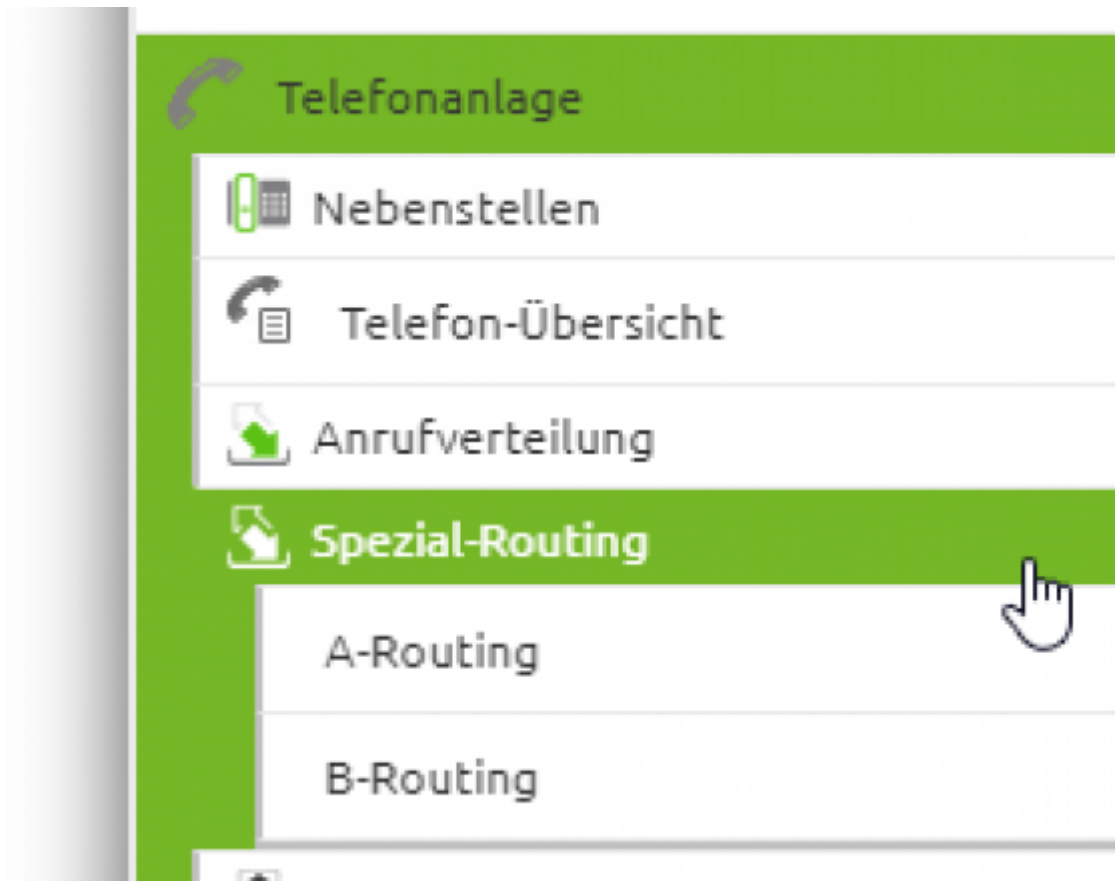 Telefonanlage
Nebenstellen
Telefon-Übersicht
Anrufverteilung
Spezial-Routing
A-Routing
B-Routing